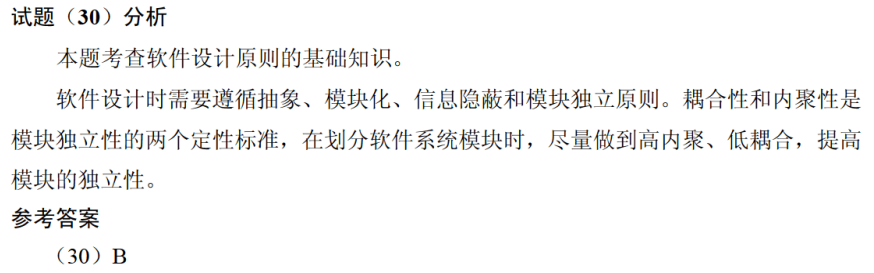 试题（30）分析
本题考查软件设计原则的基础知识。
软件设计时需要遵循抽象、模块化、信息隐蔽和模块独立原则。耦合性和内聚性是
模块独立性的两个定性标准，在划分软件系统模块时，尽量做到高内聚、低耦合，提高
模块的独立性。
参考答案
（30）B